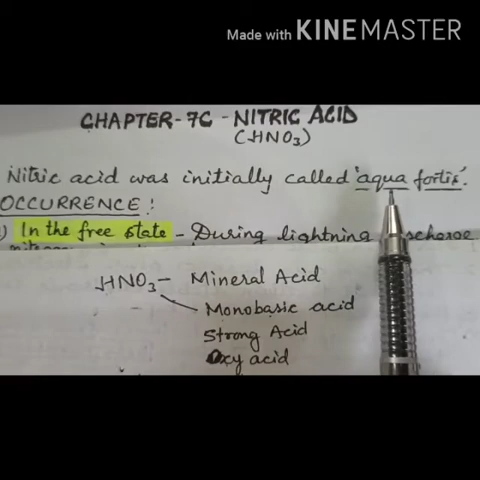 Made with KINEMASTER
CHAPTER-7C - NITRIC ACID
(HNO3)
Nitric acid was initially called 'aqua fortis'.
OCCURRENCE:
In the free state - During lightning
HNO3 - Mineral Acid
Monobasic acid
Strong Acid
Oxy acid